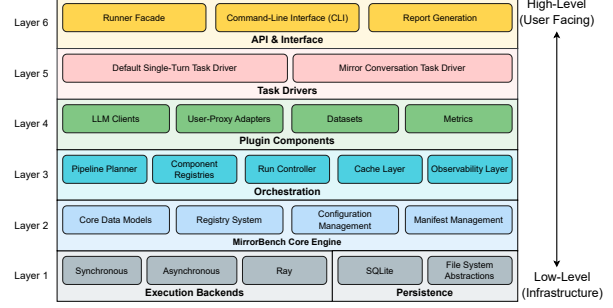 High-Level
(User Facing)
Layer 6
Runner Facade
Command-Line Interface (CLI)
Report Generation
API & Interface
Layer 5
Default Single-Turn Task Driver
Mirror Conversation Task Driver
Task Drivers
Layer 4
LLM Clients
User-Proxy Adapters
Datasets
Metrics
Plugin Components
Layer 3
Pipeline Planner
Component
Registries
Run Controller
Cache Layer
Observability Layer
Orchestration
Layer 2
Core Data Models
Registry System
Configuration
Management
Manifest Management
MirrorBench Core Engine
Layer 1
Synchronous
Asynchronous
Ray
Execution Backends
SQLite
File System
Abstractions
Persistence
Low-Level
(Infrastructure)